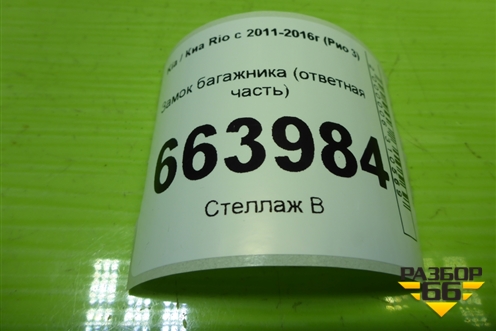 Kia / Киа Rio с 2011-2016г (Рио 3)
Замок багажника (ответная
часть)
663984
Стеллаж В
РАЗБОР
66